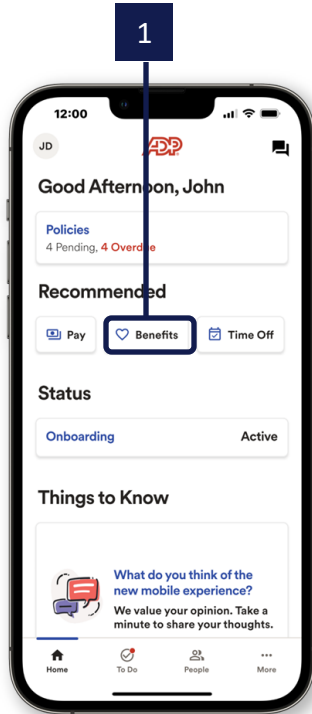 1
12:00
JD
ADP
Good Afternoon, John
Policies
4 Pending, 4 Overdue
Recommended
Pay
Benefits
Time Off
Status
Onboarding
Active
Things to Know
What do you think of the
new mobile experience?
We value your opinion. Take a
minute to share your thoughts.
Home
To Do
People
More